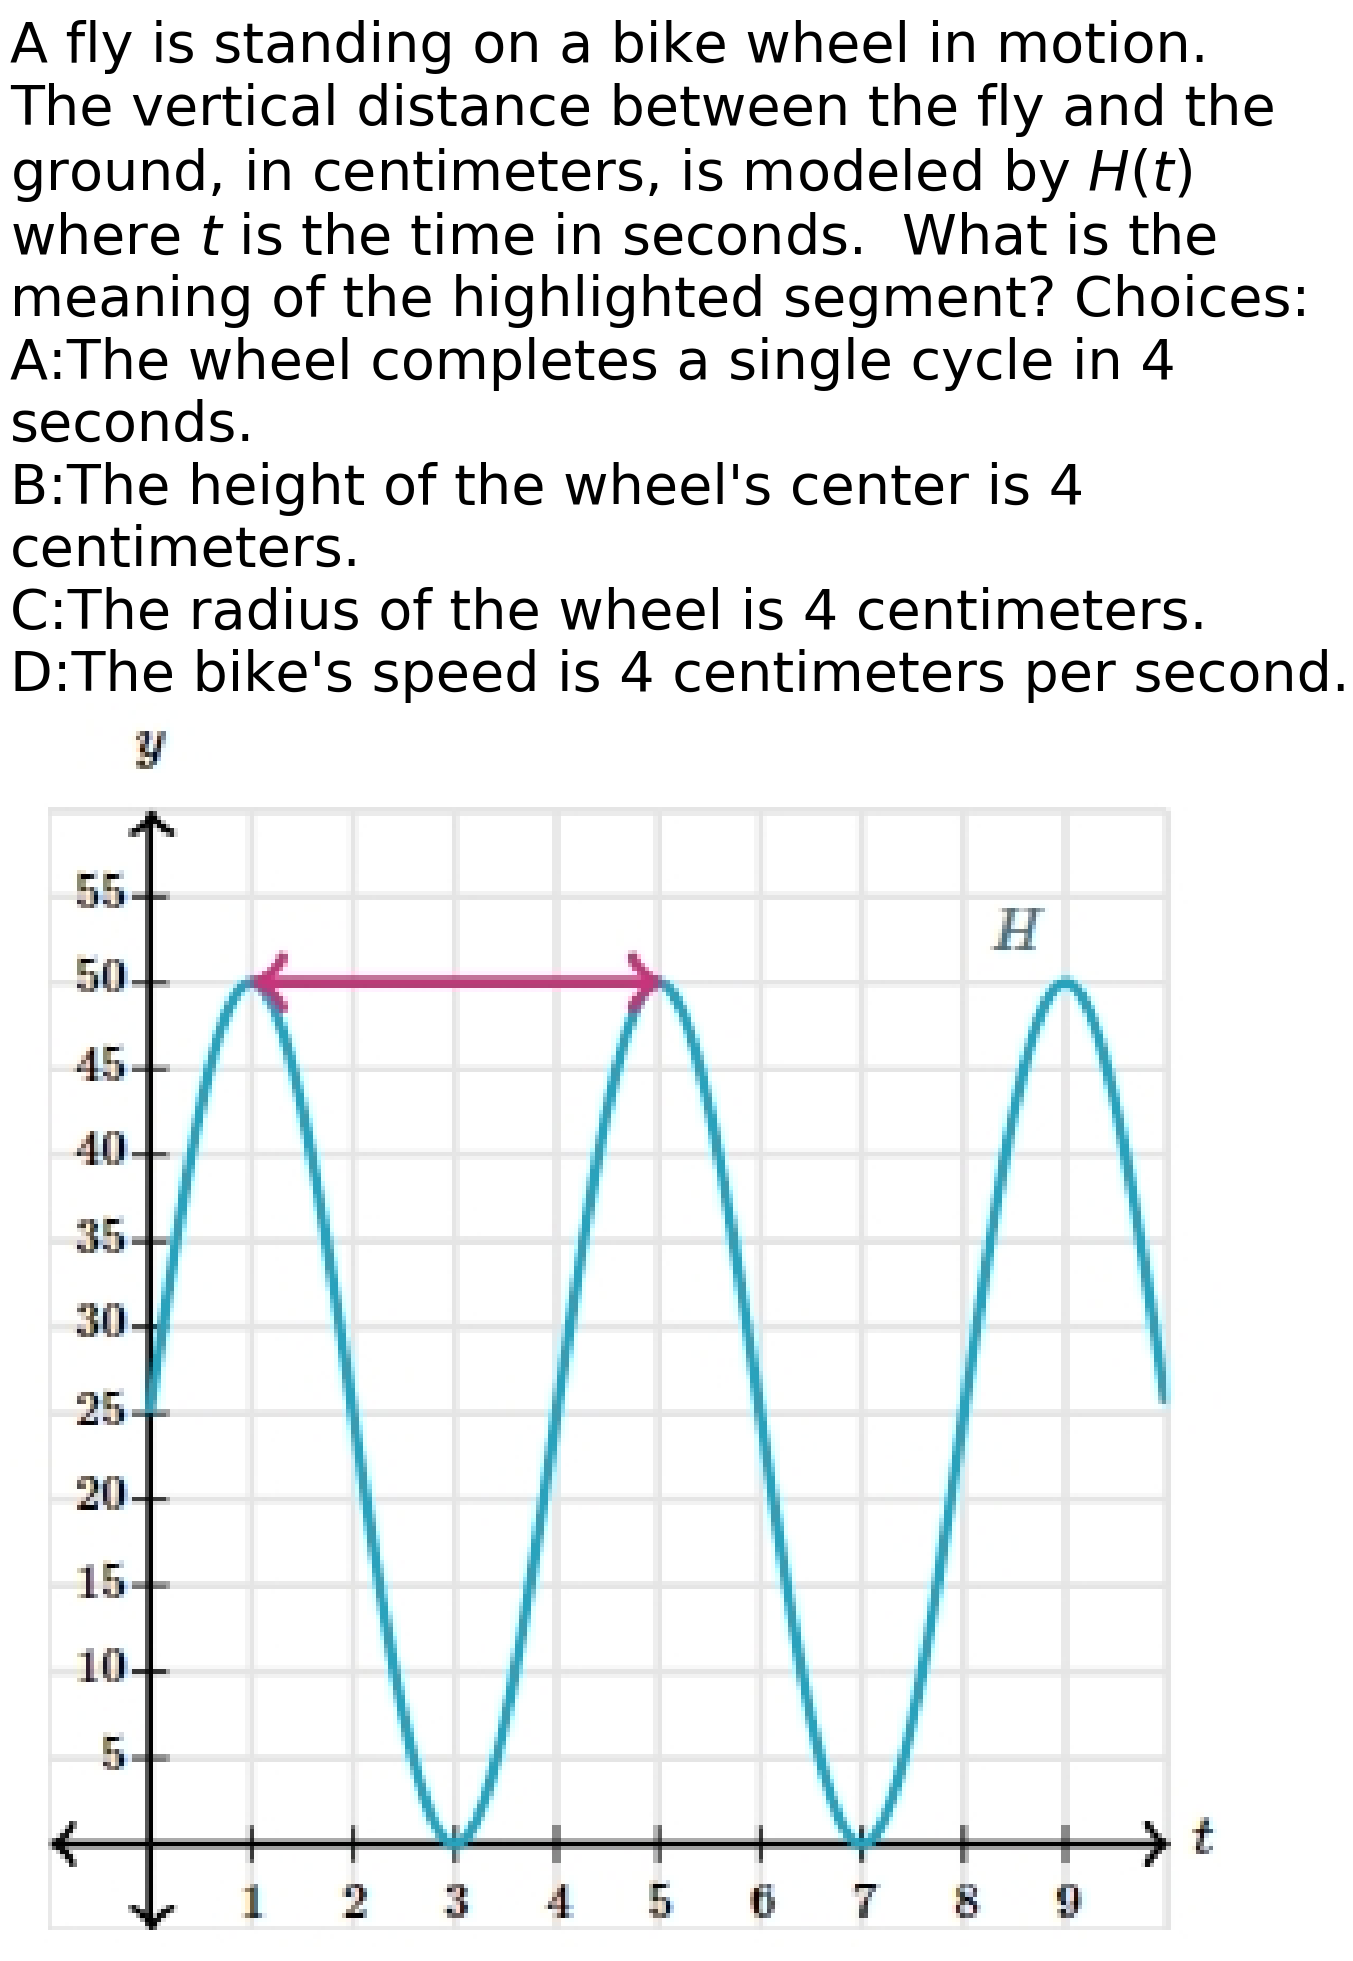 A fly is standing on a bike wheel in motion.
The vertical distance between the fly and the
ground, in centimeters, is modeled by H(t)
where t is the time in seconds.  What is the
meaning of the highlighted segment? Choices:
A:The wheel completes a single cycle in 4
seconds.
B:The height of the wheel's center is 4
centimeters.
C:The radius of the wheel is 4 centimeters.
D:The bike's speed is 4 centimeters per second.
y
55
H
50
45
40
35
30
25
20
15
10
5
t
1 2 3 4 5 6 7 8 9